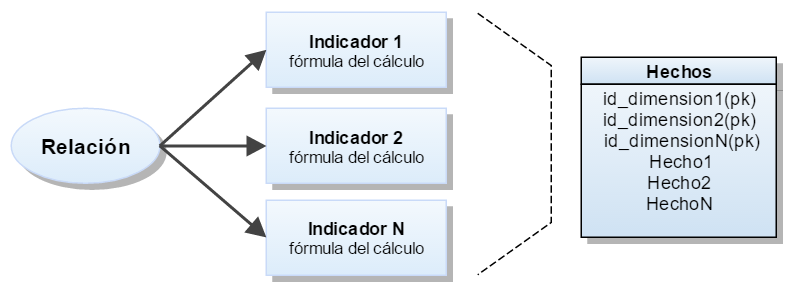 Relación
Indicador 1
fórmula del cálculo
Indicador 2
fórmula del cálculo
Indicador N
fórmula del cálculo
Hechos
id_dimension1(pk)
id_dimension2(pk)
id_dimensionN(pk)
Hecho1
Hecho2
HechoN